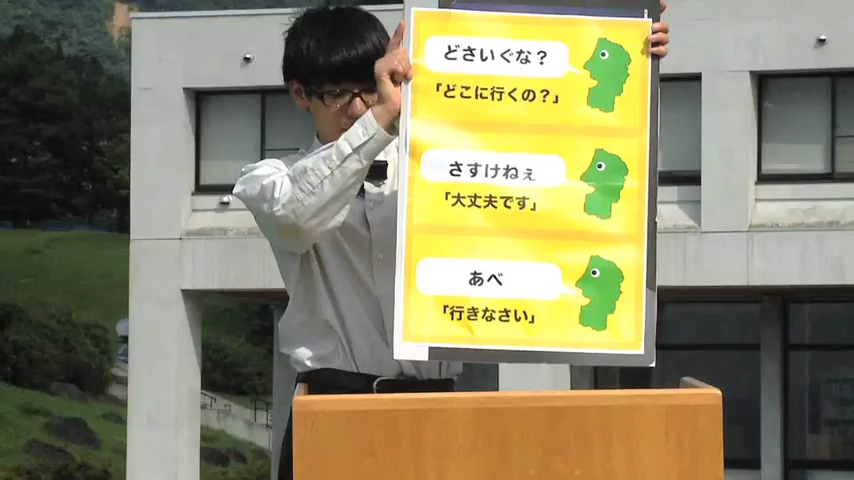 どさいぐな？
「どこに行くの？」
さすけねぇ
「大丈夫です」
あべ
「行きなさい」